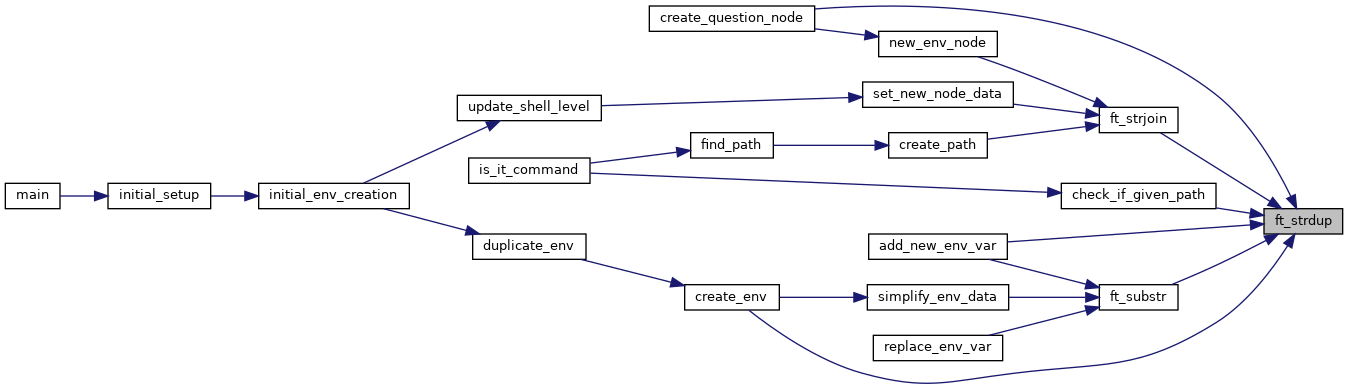 create_question_node
new_env_node
set_new_node_data
update_shell_level
ft_strjoin
find_path
create_path
is_it_command
main
initial_setup
initial_env_creation
check_if_given_path
ft_strdup
duplicate_env
add_new_env_var
create_env
simplify_env_data
ft_substr
replace_env_var